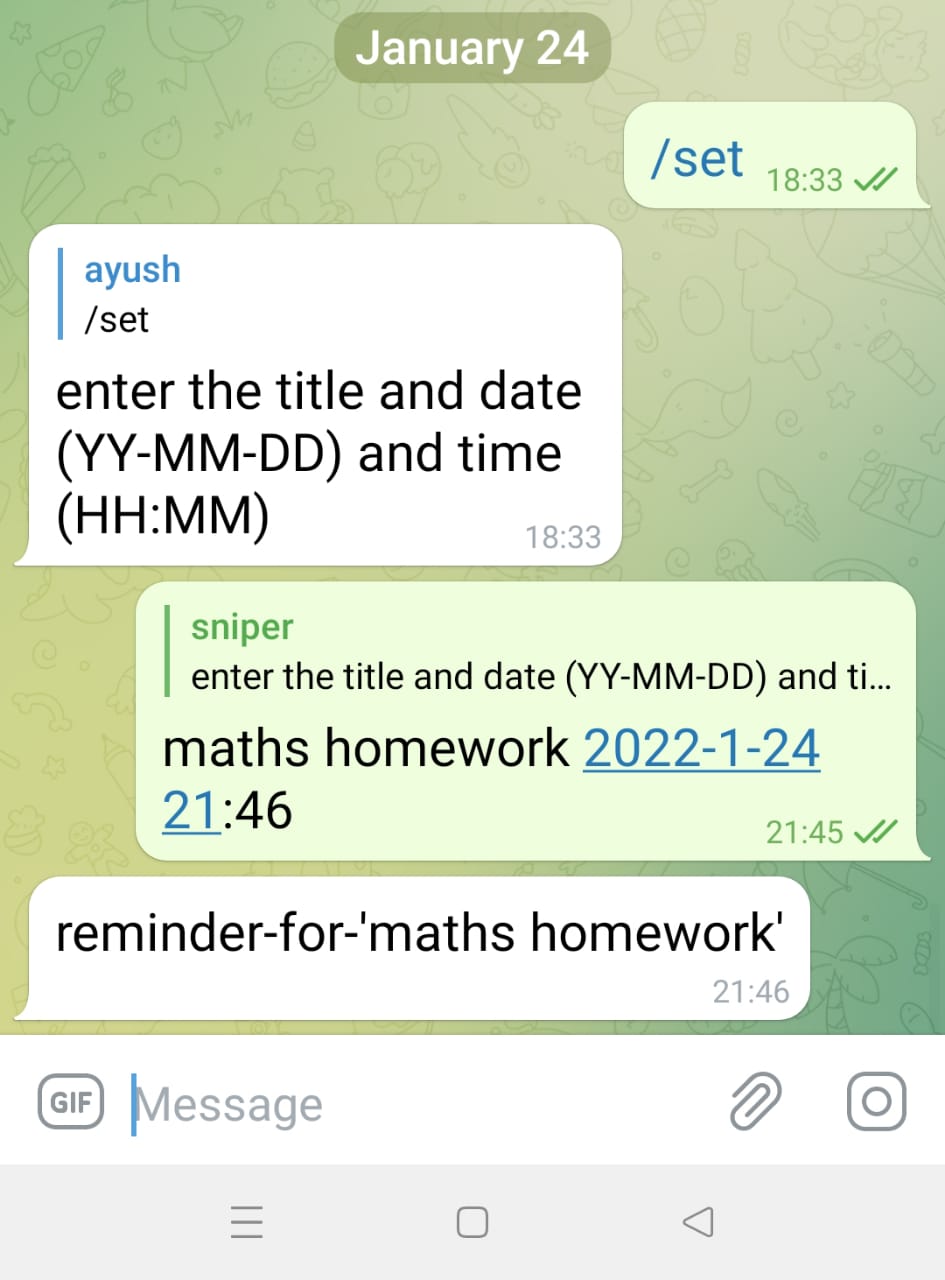 January 24
/set
18:33
ayush
/set
enter the title and date
(YY-MM-DD) and time
(HH:MM)
18:33
sniper
enter the title and date (YY-MM-DD) and ti...
maths homework 2022-1-24
21:46
21:45
reminder-for-'maths homework'
21:46
GIF Message